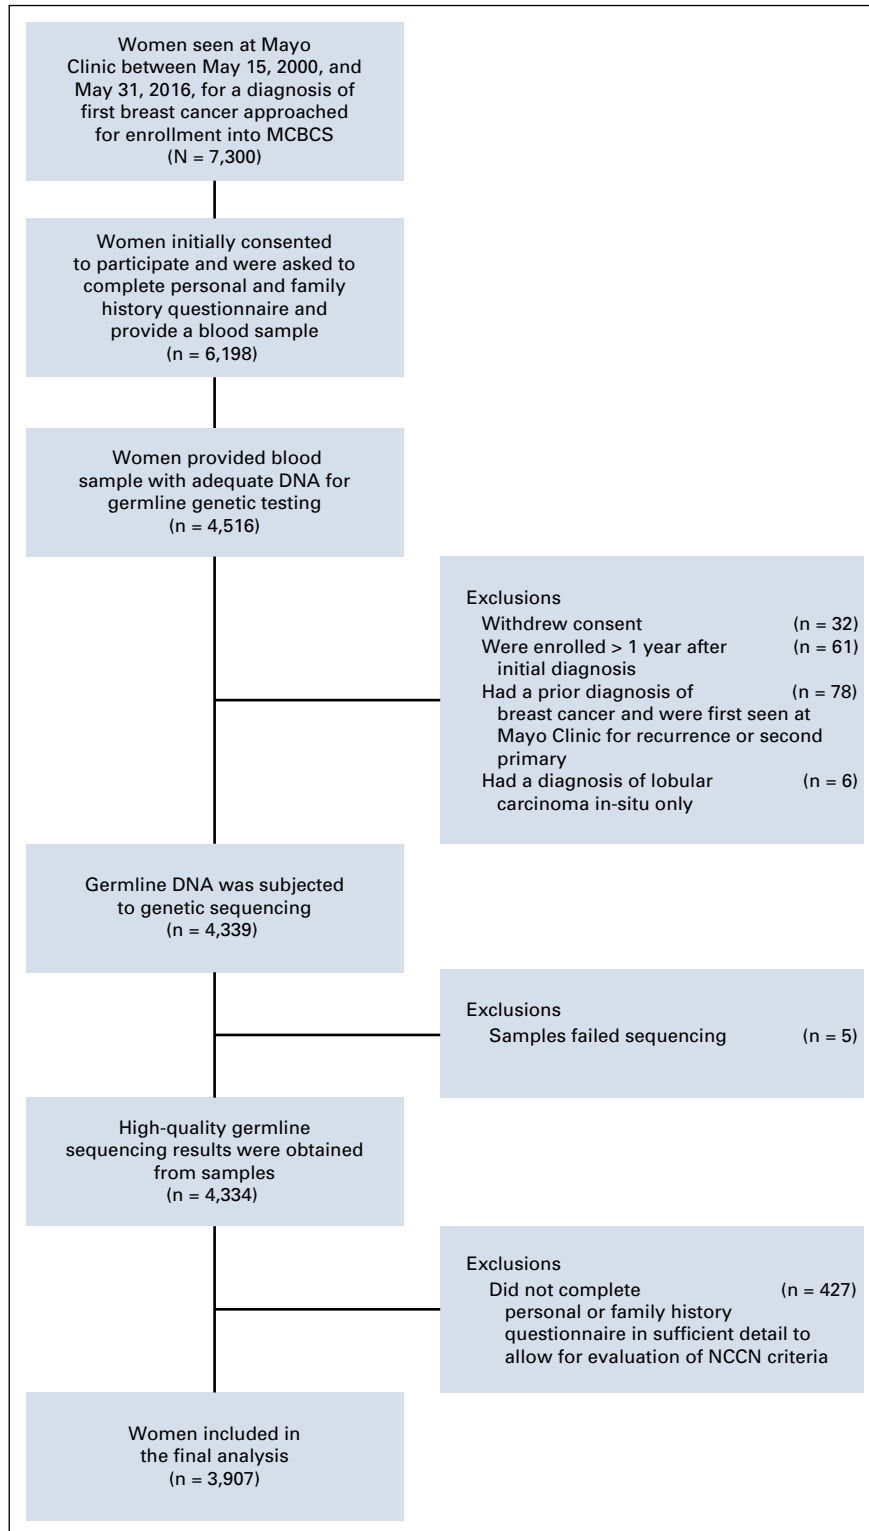 Women seen at Mayo
Clinic between May 15, 2000, and
May 31, 2016, for a diagnosis of
first breast cancer approached
for enrollment into MCBCS
(N = 7,300)
Women initially consented
to participate and were asked to
complete personal and family
history questionnaire and
provide a blood sample
(n = 6,198)
Women provided blood
sample with adequate DNA for
germline genetic testing
(n = 4,516)
Exclusions
Withdrew consent (n = 32)
Were enrolled > 1 year after (n = 61)
initial diagnosis
Had a prior diagnosis of (n = 78)
breast cancer and were first seen at
Mayo Clinic for recurrence or second
primary
Had a diagnosis of lobular (n = 6)
carcinoma in-situ only
Germline DNA was subjected
to genetic sequencing
(n = 4,339)
Exclusions
Samples failed sequencing (n = 5)
High-quality germline
sequencing results were obtained
from samples
(n = 4,334)
Exclusions
Did not complete (n = 427)
personal or family history
questionnaire in sufficient detail to
allow for evaluation of NCCN criteria
Women included in
the final analysis
(n = 3,907)